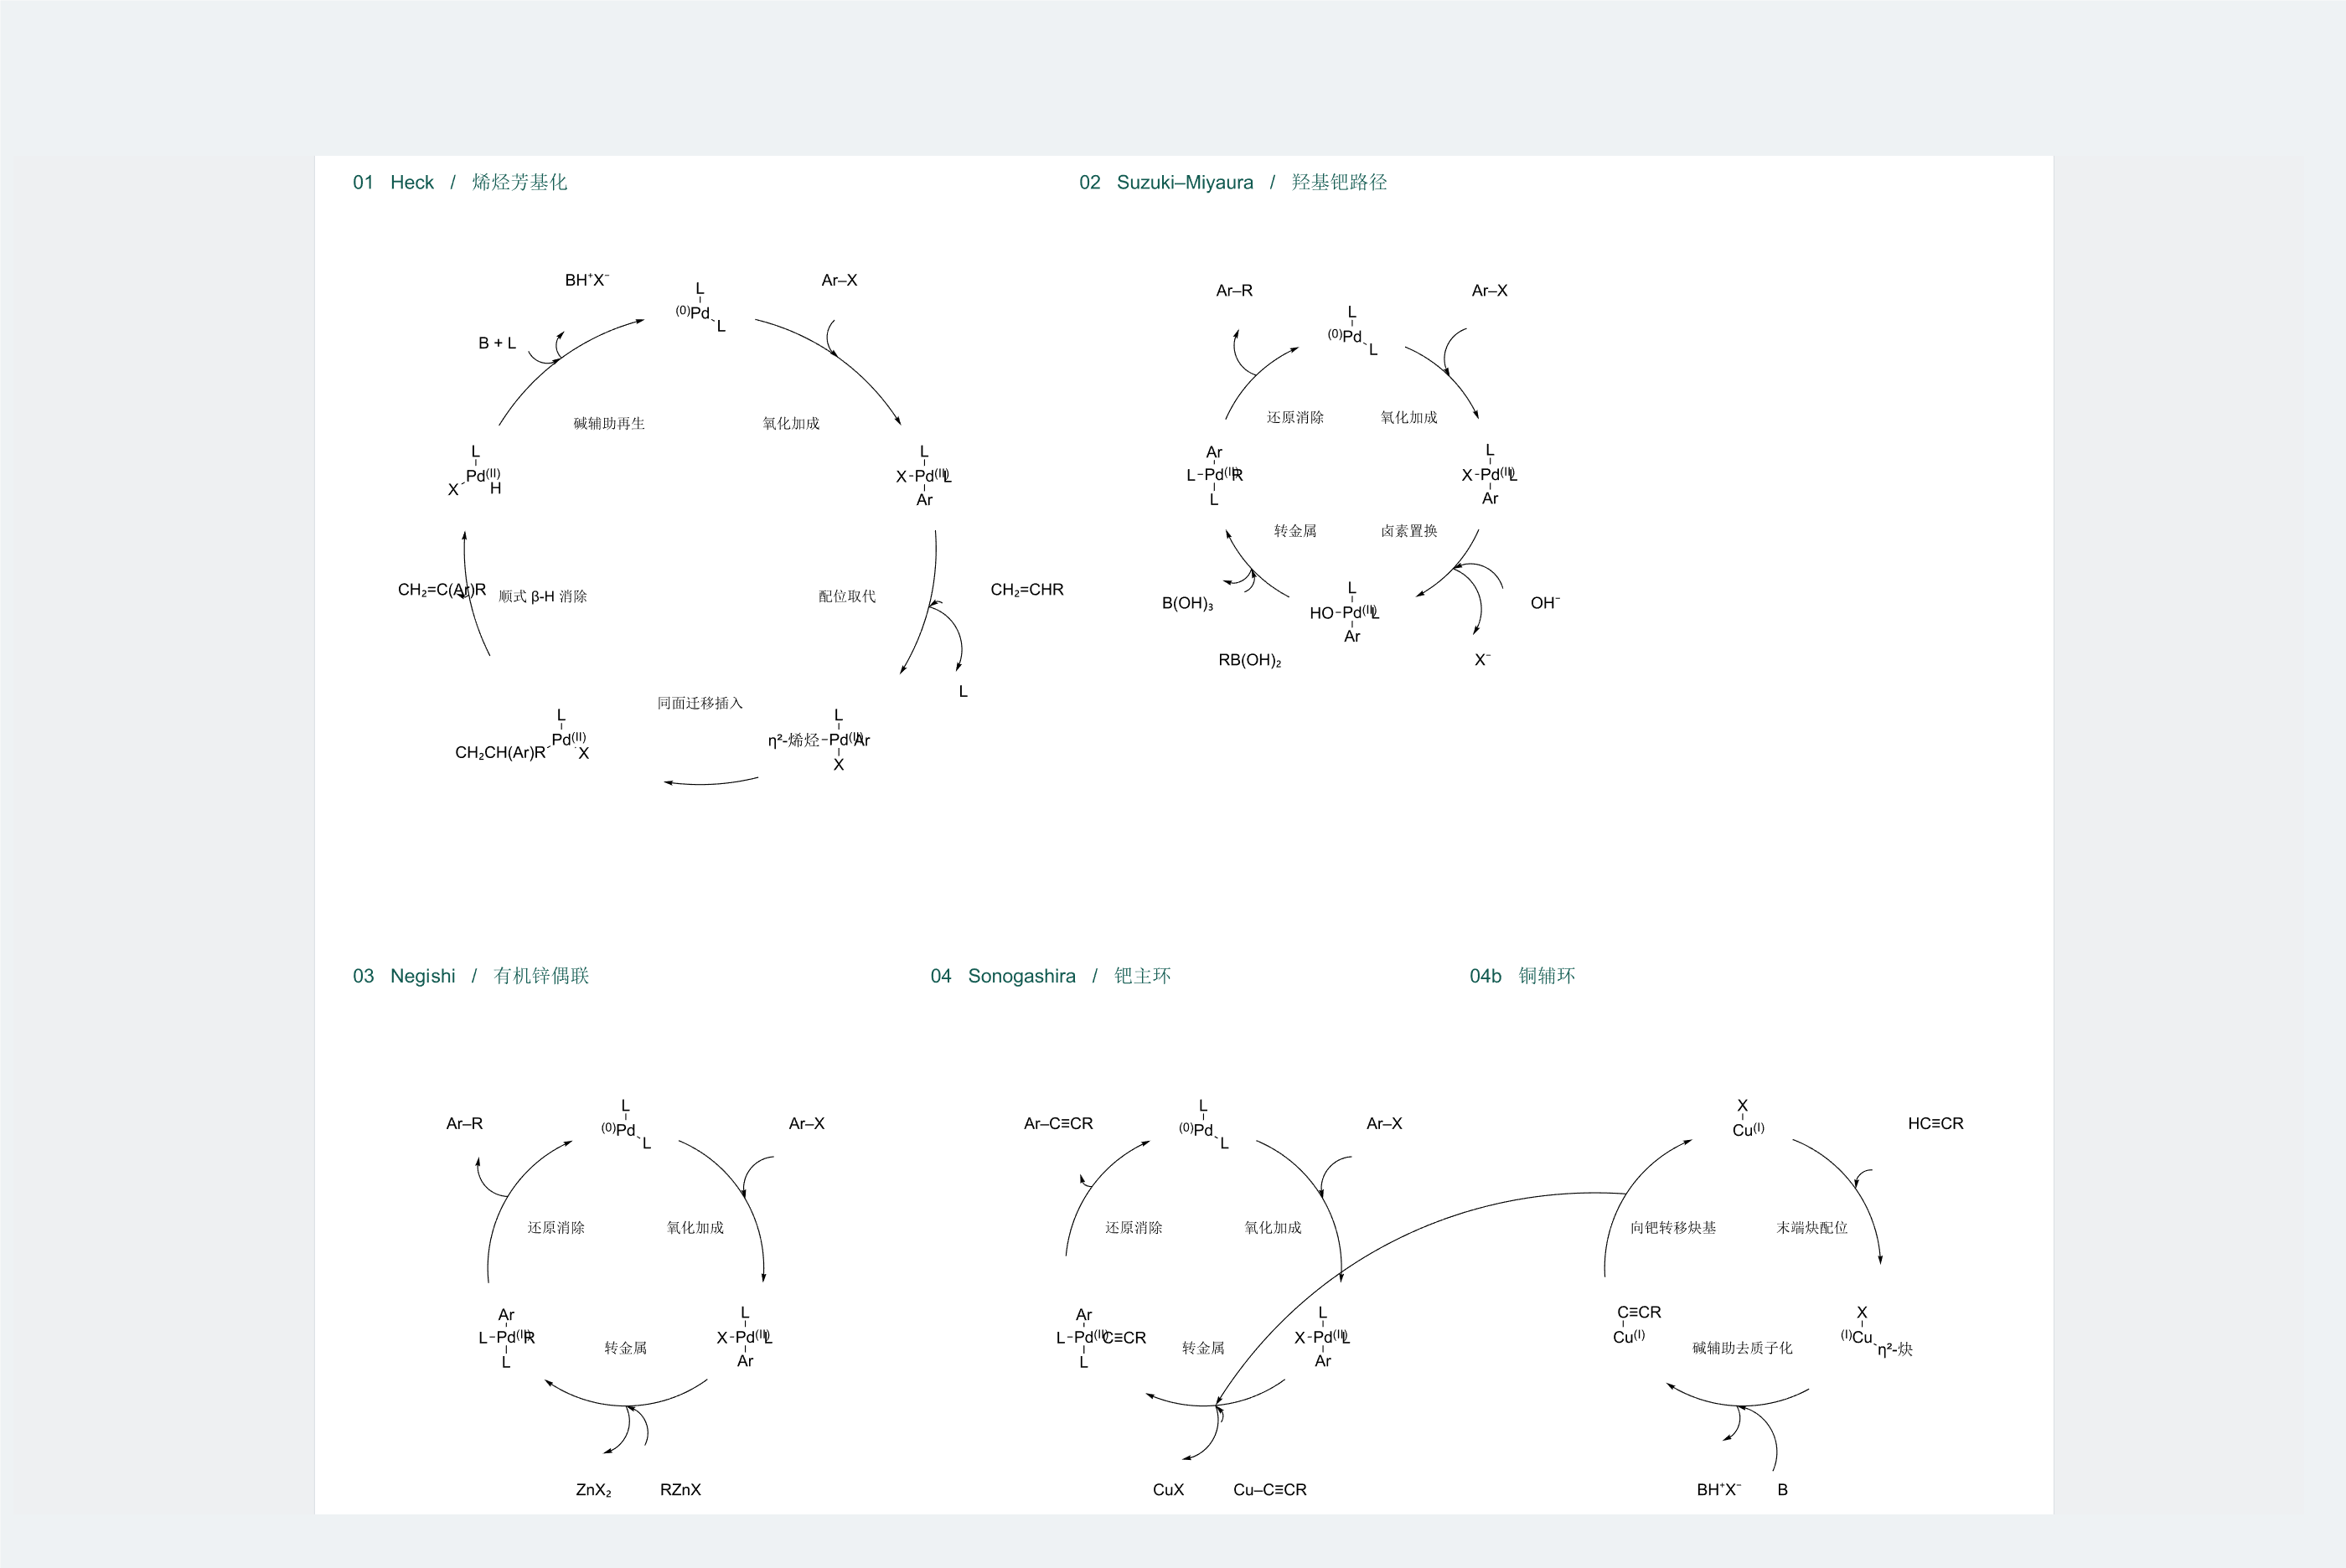 01 Heck / 烯烃芳基化
BH⁺X⁻
Ar–X
L
⁽⁰⁾Pd
L
B + L
碱辅助再生
氧化加成
L
Pd⁽ᴵᴵ⁾
X
H
L
X-Pd⁽ᴵᴵ⁾L
Ar
CH₂=C(Ar)R
顺式 β-H 消除
配位取代
CH₂=CHR
L
同面迁移插入
L
Pd⁽ᴵᴵ⁾
CH₂CH(Ar)R
X
L
η²-烯烃-Pd⁽ᴵᴵ⁾Ar
X
02 Suzuki–Miyaura / 羟基钯路径
Ar–R
Ar–X
L
⁽⁰⁾Pd
L
还原消除
氧化加成
Ar
L-Pd⁽ᴵᴵ⁾R
L
L
X-Pd⁽ᴵᴵ⁾L
Ar
转金属
卤素置换
B(OH)₃
L
HO-Pd⁽ᴵᴵ⁾L
Ar
OH⁻
RB(OH)₂
X⁻
03 Negishi / 有机锌偶联
Ar–R
L
⁽⁰⁾Pd
L
Ar–X
还原消除
氧化加成
Ar
L-Pd⁽ᴵᴵ⁾R
L
转金属
L
X-Pd⁽ᴵᴵ⁾L
Ar
ZnX₂
RZnX
04 Sonogashira / 钯主环
Ar–C≡CR
L
⁽⁰⁾Pd
L
Ar–X
还原消除
氧化加成
Ar
L-Pd⁽ᴵᴵ⁾C≡CR
L
转金属
L
X-Pd⁽ᴵᴵ⁾L
Ar
CuX
Cu–C≡CR
04b 铜辅环
X
Cu⁽ᴵ⁾
HC≡CR
向钯转移炔基
末端炔配位
C≡CR
Cu⁽ᴵ⁾
碱辅助去质子化
X
⁽ᴵ⁾Cu
η²-炔
BH⁺X⁻
B